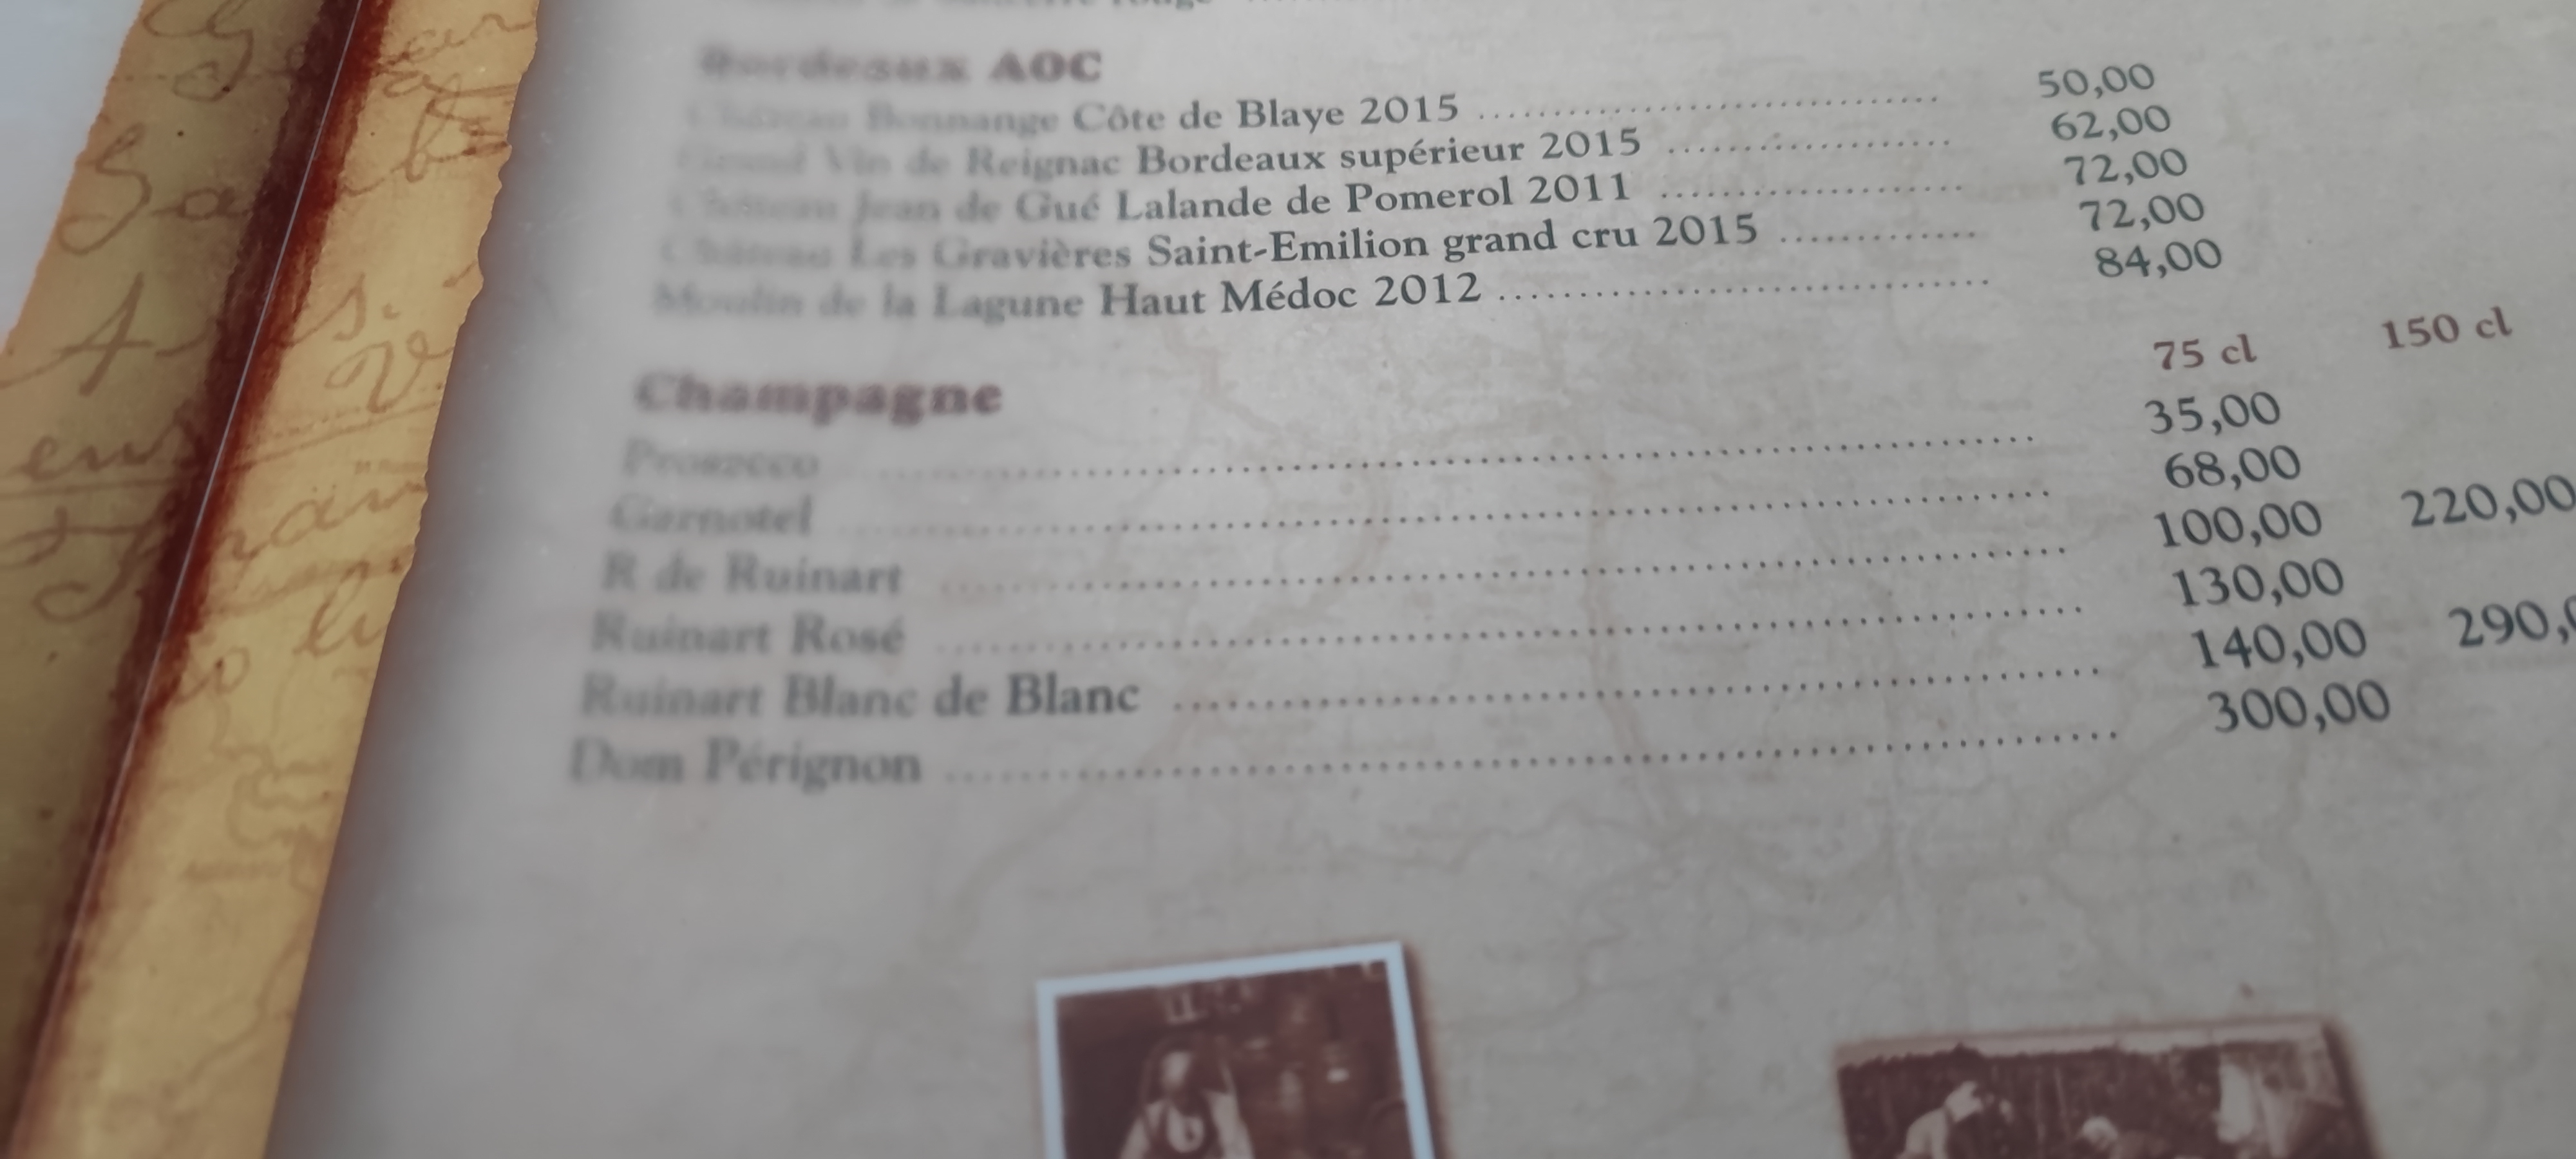 Bordeaux AOC
Château Bonnange Côte de Blaye 2015 ........................ 50,00
Grand Vin de Reignac Bordeaux supérieur 2015 .................... 62,00
Château Jean de Gué Lalande de Pomerol 2011 ..................... 72,00
Château Les Gravières Saint-Emilion grand cru 2015 .............. 72,00
Moulin de la Lagune Haut Médoc 2012 .................................. 84,00
75 cl 150 cl
Champagne
Prosecco ........................ 35,00
Garnotel ........................ 68,00
R de Ruinart ........................ 100,00 220,00
Ruinart Rosé ........................ 130,00
Ruinart Blanc de Blanc ........................ 140,00 290,
Dom Pérignon ........................ 300,00